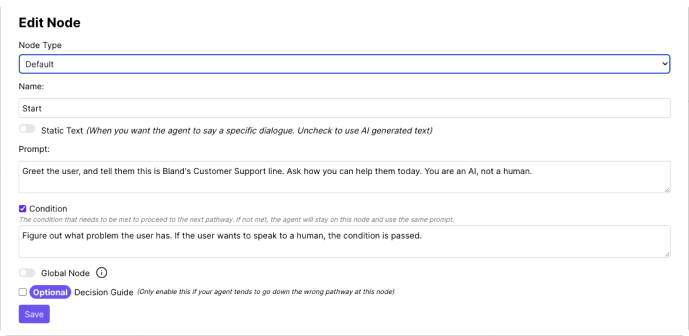 Edit Node
Node Type
Default
Name:
Start
Static Text (When you want the agent to say a specific dialogue. Uncheck to use AI generated text)
Prompt:
Greet the user, and tell them this is Bland's Customer Support line. Ask how you can help them today. You are an AI, not a human.
Condition
The condition that needs to be met to proceed to the next pathway. If not met, the agent will stay on this node and use the same prompt.
Figure out what problem the user has. If the user wants to speak to a human, the condition is passed.
Global Node
Optional Decision Guide (Only enable this if your agent tends to go down the wrong pathway at this node)
Save